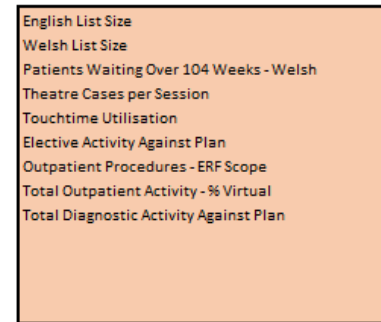 English List Size
Welsh List Size
Patients Waiting Over 104 Weeks - Welsh
Theatre Cases per Session
Touchtime Utilisation
Elective Activity Against Plan
Outpatient Procedures - ERF Scope
Total Outpatient Activity - % Virtual
Total Diagnostic Activity Against Plan